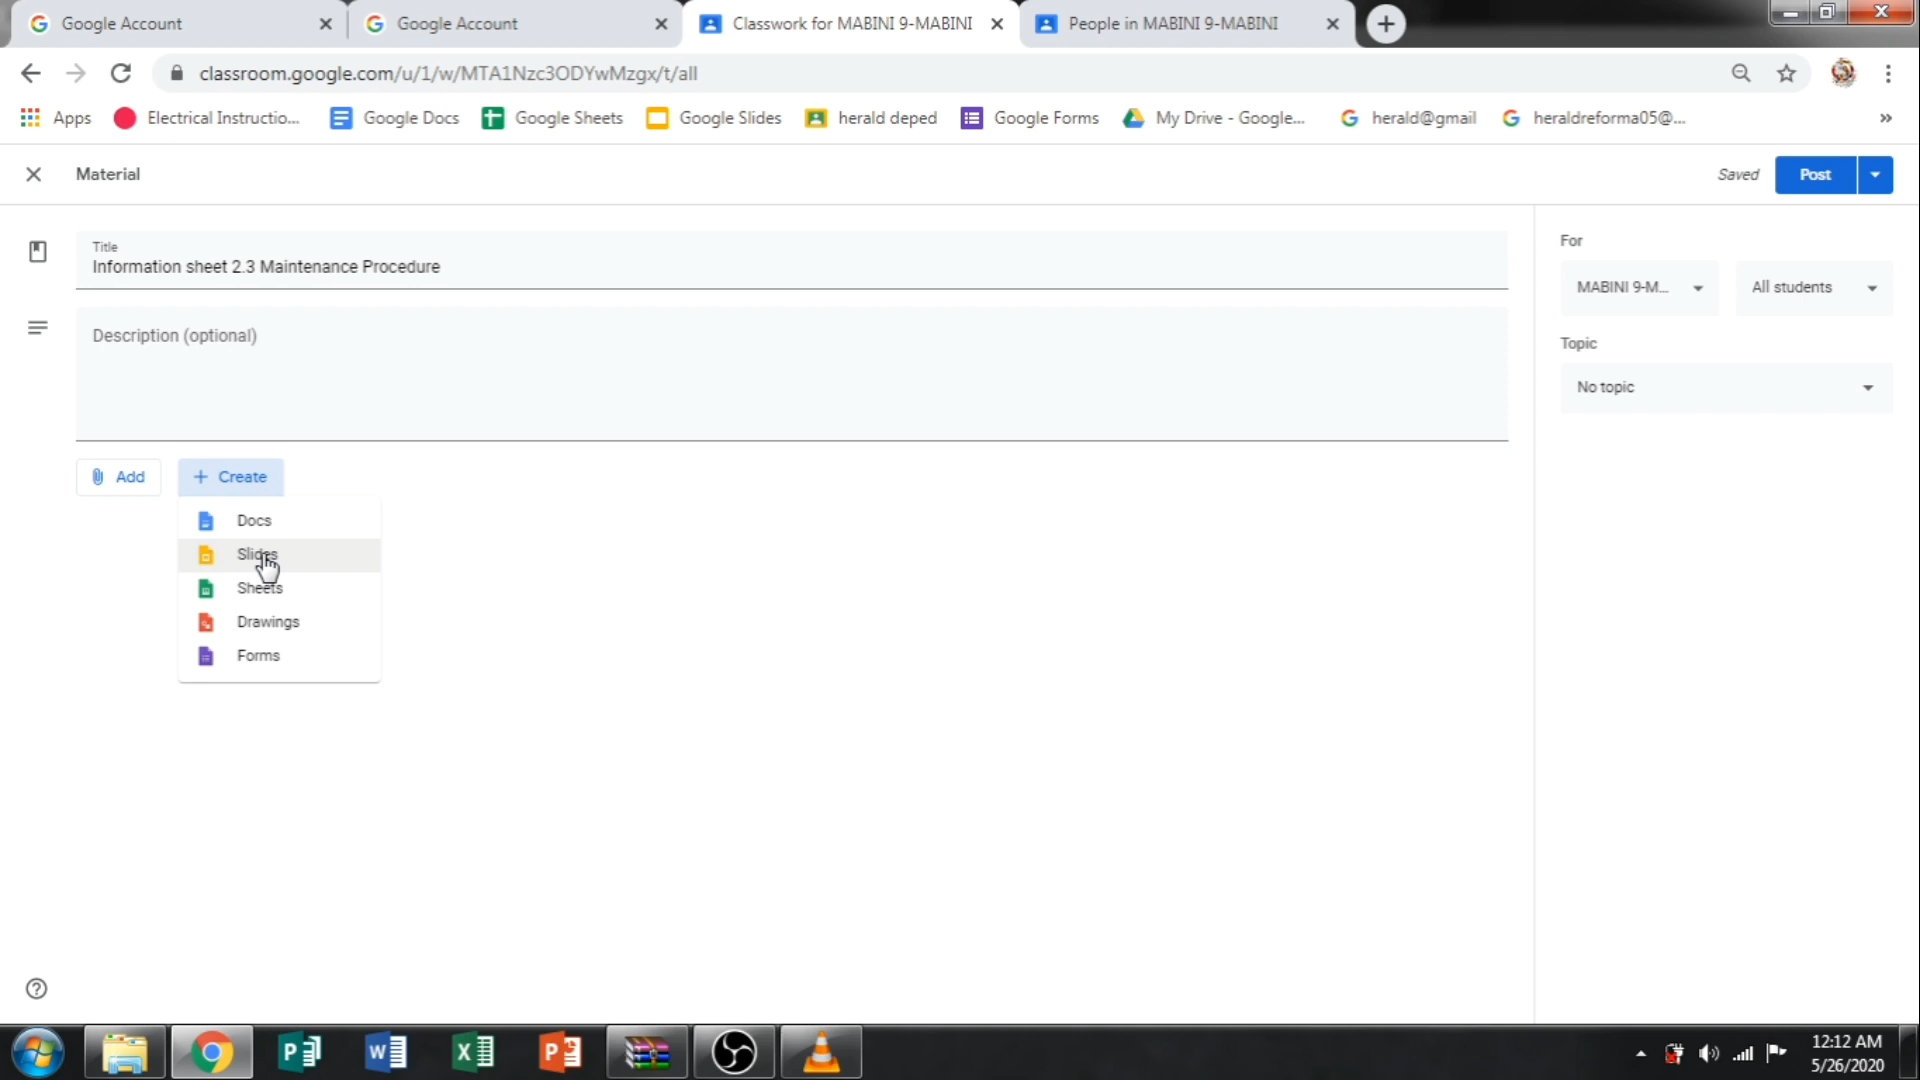 Google Account
Google Account
Classwork for MABINI 9-MABINI
People in MABINI 9-MABINI
classroom.google.com/u/1/w/MTA1Nzc3ODYwMzgx/t/all
Apps
Electrical Instructio...
Google Docs
Google Sheets
Google Slides
herald deped
Google Forms
My Drive - Google...
herald@gmail
heraldreforma05@...
Material
Saved
Post
Title
Information sheet 2.3 Maintenance Procedure
For
MABINI 9-M...
All students
Description (optional)
Topic
No topic
Add
+ Create
Docs
Slides
Sheets
Drawings
Forms
12:12 AM
5/26/2020